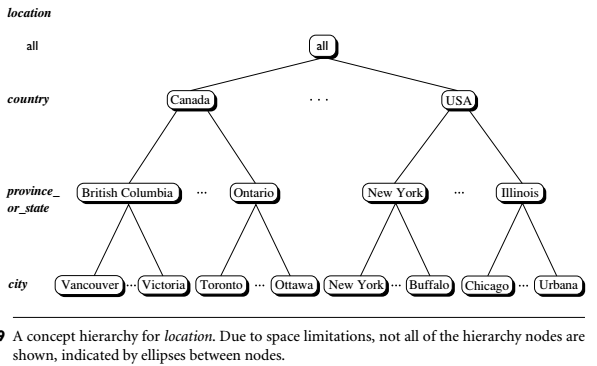 location
all all
country Canada ... USA
province_ British Columbia ... Ontario New York ... Illinois
or_state
city Vancouver ... Victoria Toronto ... Ottawa New York ... Buffalo Chicago ... Urbana
9 A concept hierarchy for location. Due to space limitations, not all of the hierarchy nodes are
shown, indicated by ellipses between nodes.